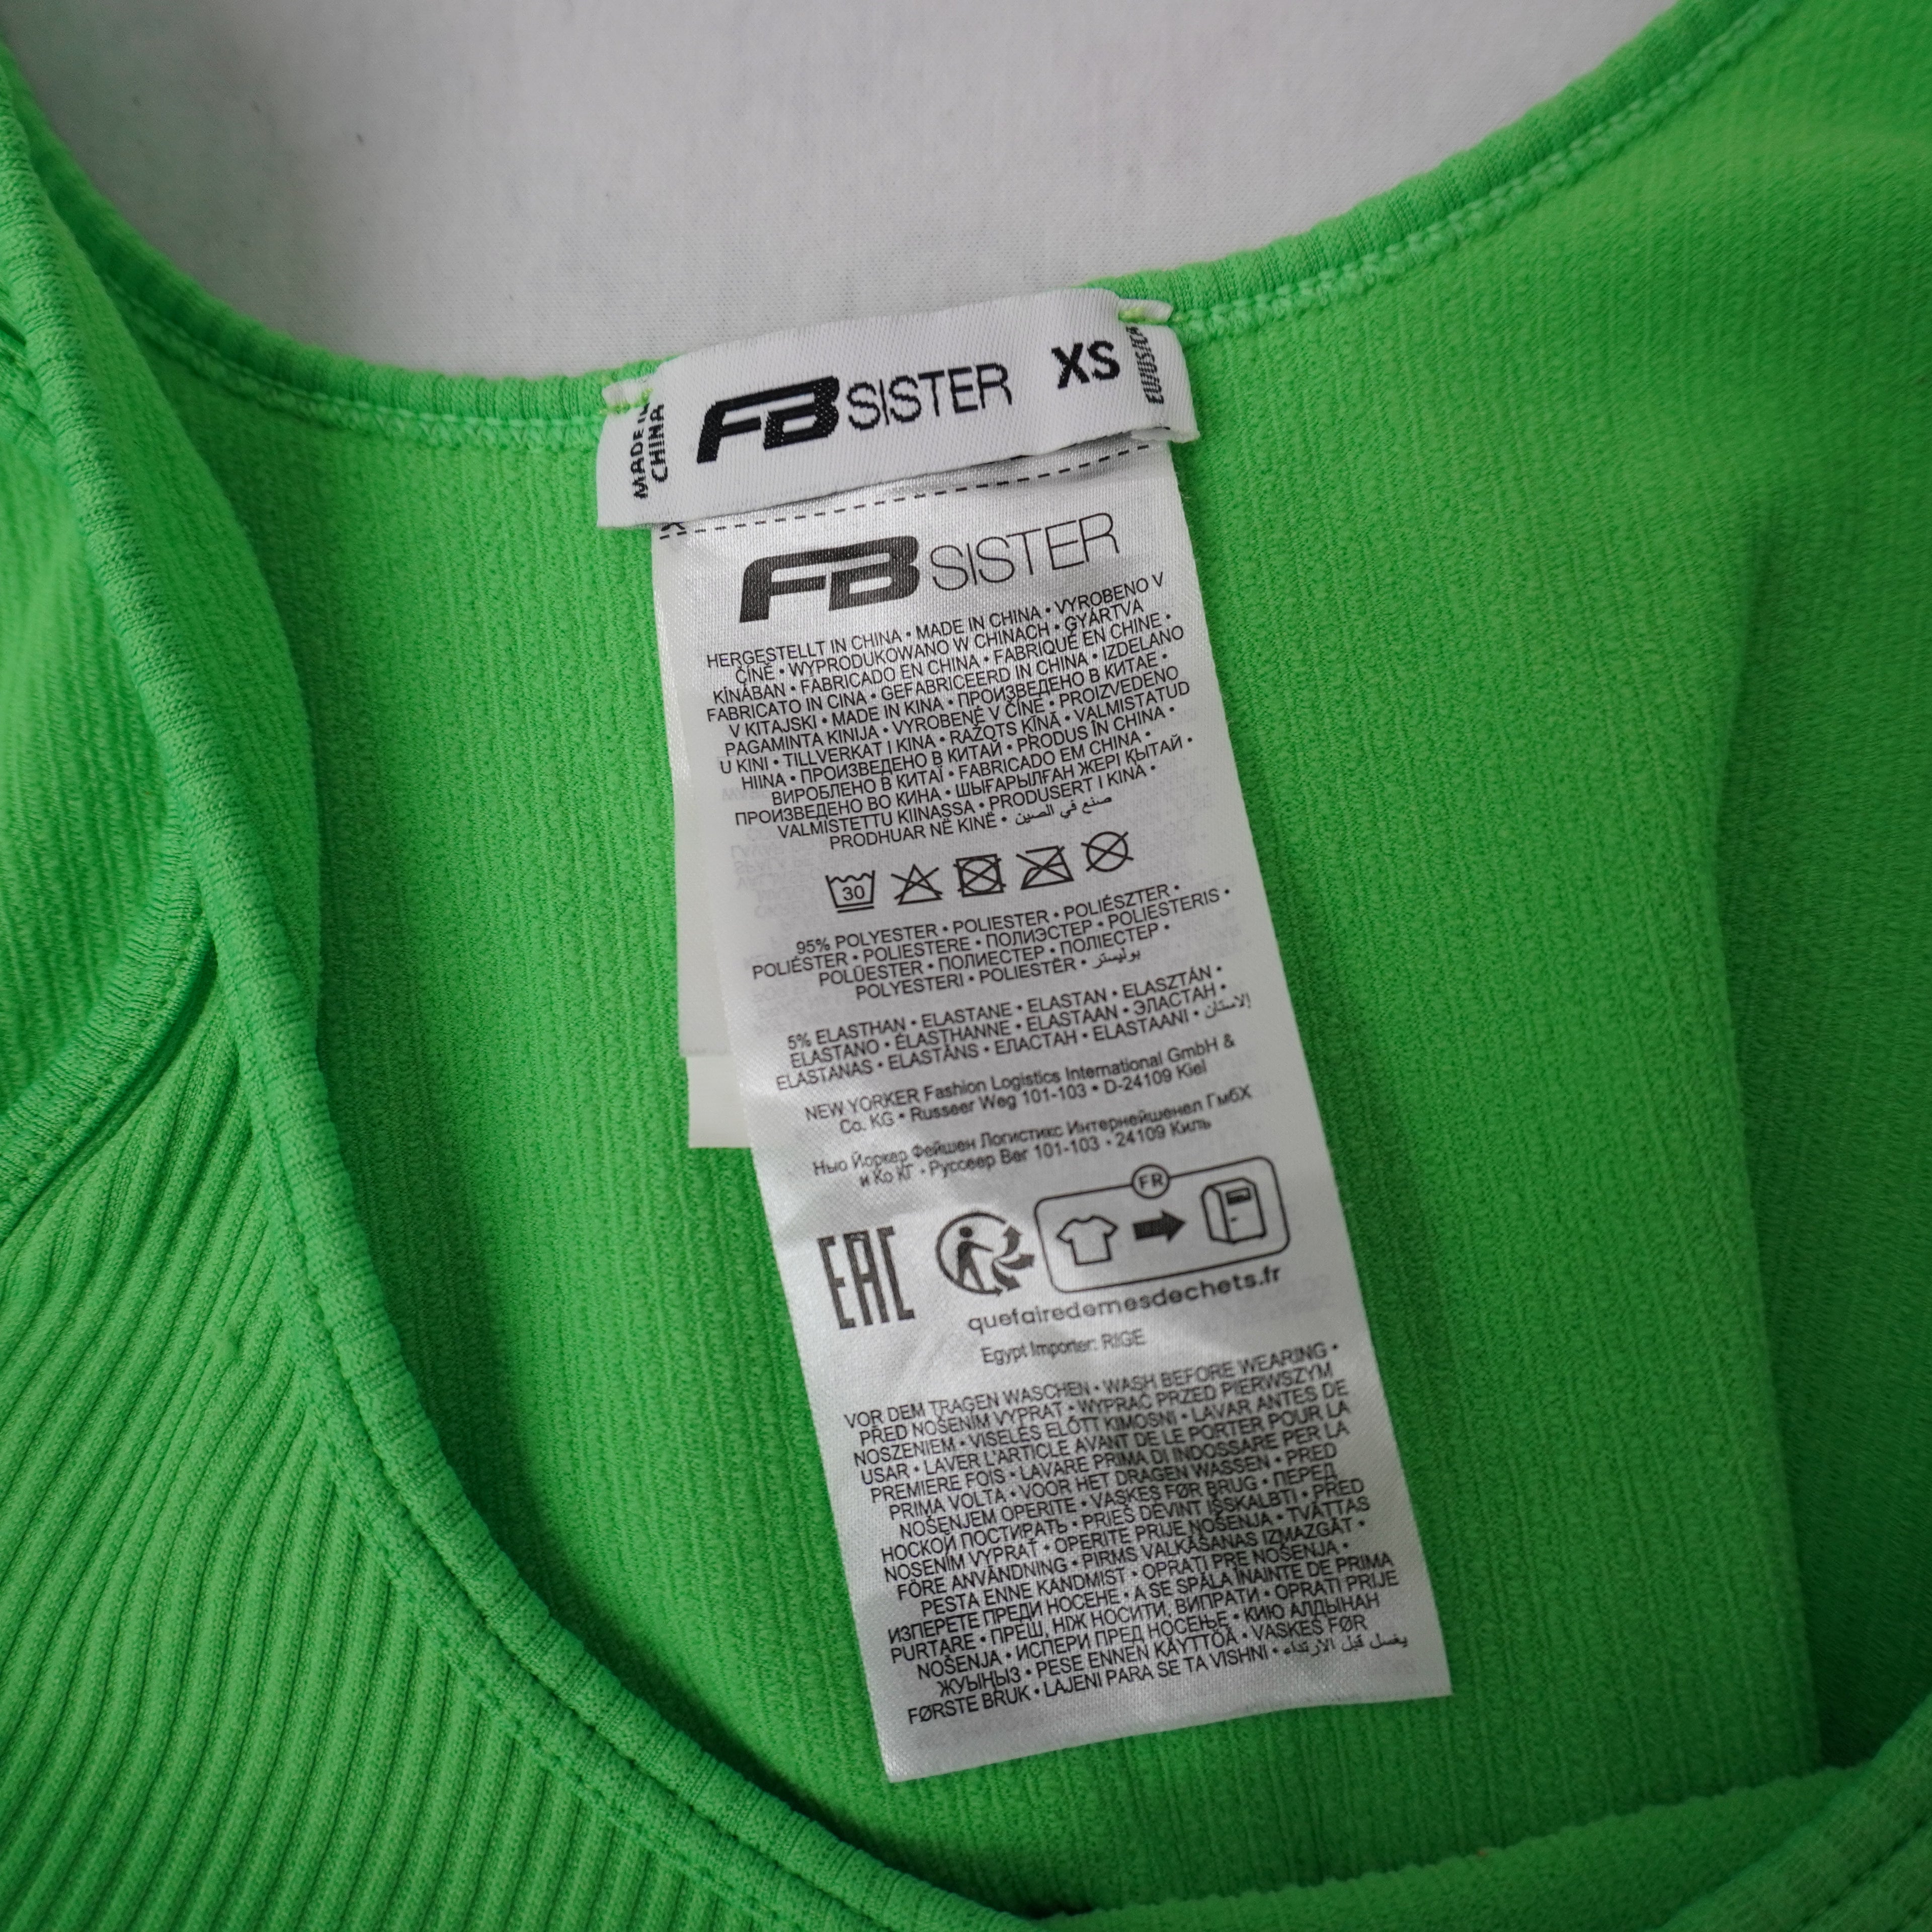 MADE IN
CHINA
FB SISTER XS
FB SISTER
HERGESTELLT IN CHINA • MADE IN CHINA • VYROBENO V
ČÍNĚ • WYPRODUKOWANO W CHINACH • GYÁRTVA
KÍNÁBAN • FABRICADO EN CHINA • FABRIQUÉ EN CHINE •
FABRICATO IN CINA • GEFABRICEERD IN CHINA • IZDELANO
V KITAJSKI • MADE IN KINA • ПРОИЗВЕДЕНО В КИТАЕ •
PAGAMINTA KINIJA • VYROBENÉ V ČÍNE • PROIZVEDENO
U KINI • TILLVERKAT I KINA • RAŽOTS KĪNĀ • VALMISTATUD
HIINA • ПРОИЗВЕДЕНО В КИТАЙ • PRODUS ÎN CHINA •
ВИРОБЛЕНО В КИТАЇ • FABRICADO EM CHINA •
ПРОИЗВЕДЕНО ВО КИНА • ШЫҒАРЫЛҒАН ЖЕРІ ҚЫТАЙ •
VALMISTETTU KIINASSA • PRODUSERT I KINA •
PRODHUAR NË KINË • صنع في الصين
30
95% POLYESTER • POLIESTER • POLIÉSZTER •
POLIÉSTER • POLIESTERE • ПОЛИЭСТЕР • POLIESTERIS •
POLÜESTER • ПОЛИЕСТЕР • ПОЛІЕСТЕР •
POLYESTERI • POLIESTËR • بوليستر
5% ELASTHAN • ELASTANE • ELASTAN • ELASZTÁN •
ELASTANO • ÉLASTHANNE • ELASTAAN • ЭЛАСТАН •
ELASTANAS • ELASTĀNS • ЕЛАСТАН • ELASTAANI • الاستان
NEW YORKER Fashion Logistics International GmbH &
Co. KG • Russeer Weg 101-103 • D-24109 Kiel
Нью Йоркер Фейшен Логистикс Интернейшенел ГмбХ
и Ко КГ • Руссеер Вег 101-103 • 24109 Киль
FR
EAC
quefairedemesdechets.fr
Egypt Importer: RIGE
VOR DEM TRAGEN WASCHEN • WASH BEFORE WEARING •
PŘED NOŠENÍM VYPRAT • WYPRAĆ PRZED PIERWSZYM
NOSZENIEM • VISELÉS ELŐTT KIMOSNI • LAVAR ANTES DE
USAR • LAVER L'ARTICLE AVANT DE LE PORTER POUR LA
PREMIERE FOIS • LAVARE PRIMA DI INDOSSARE PER LA
PRIMA VOLTA • VOOR HET DRAGEN WASSEN • PRED
NOŠENJEM OPERITE • VASKES FØR BRUG • ПЕРЕД
НОСКОЙ ПОСТИРАТЬ • PRIEŠ DĖVINT IŠSKALBTI • PRED
NOSENÍM VYPRAŤ • OPERITE PRIJE NOŠENJA • TVÄTTAS
FÖRE ANVÄNDNING • PIRMS VALKĀŠANAS IZMAZGĀT •
PESTA ENNE KANDMIST • OPRATI PRE NOŠENJA •
ИЗПЕРЕТЕ ПРЕДИ НОСЕНЕ • A SE SPĂLA ÎNAINTE DE PRIMA
PURTARE • ПРЕШ, НІЖ НОСИТИ, ВИПРАТИ • OPRATI PRIJE
NOŠENJA • ИСПЕРИ ПРЕД НОСЕЊЕ • КИЮ АЛДЫНАН
ЖУЫҢЫЗ • PESE ENNEN KÄYTTÖÄ • VASKES FØR
FØRSTE BRUK • LAJENI PARA SE TA VISHNI • يغسل قبل الارتداء